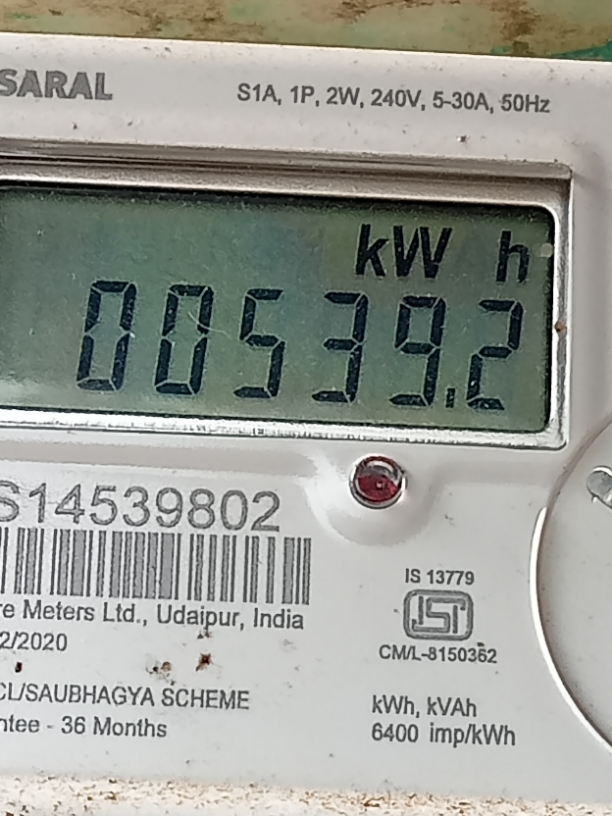 SARAL
S1A, 1P, 2W, 240V, 5-30A, 50Hz
kW h
00539.2
S14539802
IS 13779
ISI
CM/L-8150362
re Meters Ltd., Udaipur, India
2/2020
CL/SAUBHAGYA SCHEME
ntee - 36 Months
kWh, kVAh
6400 imp/kWh